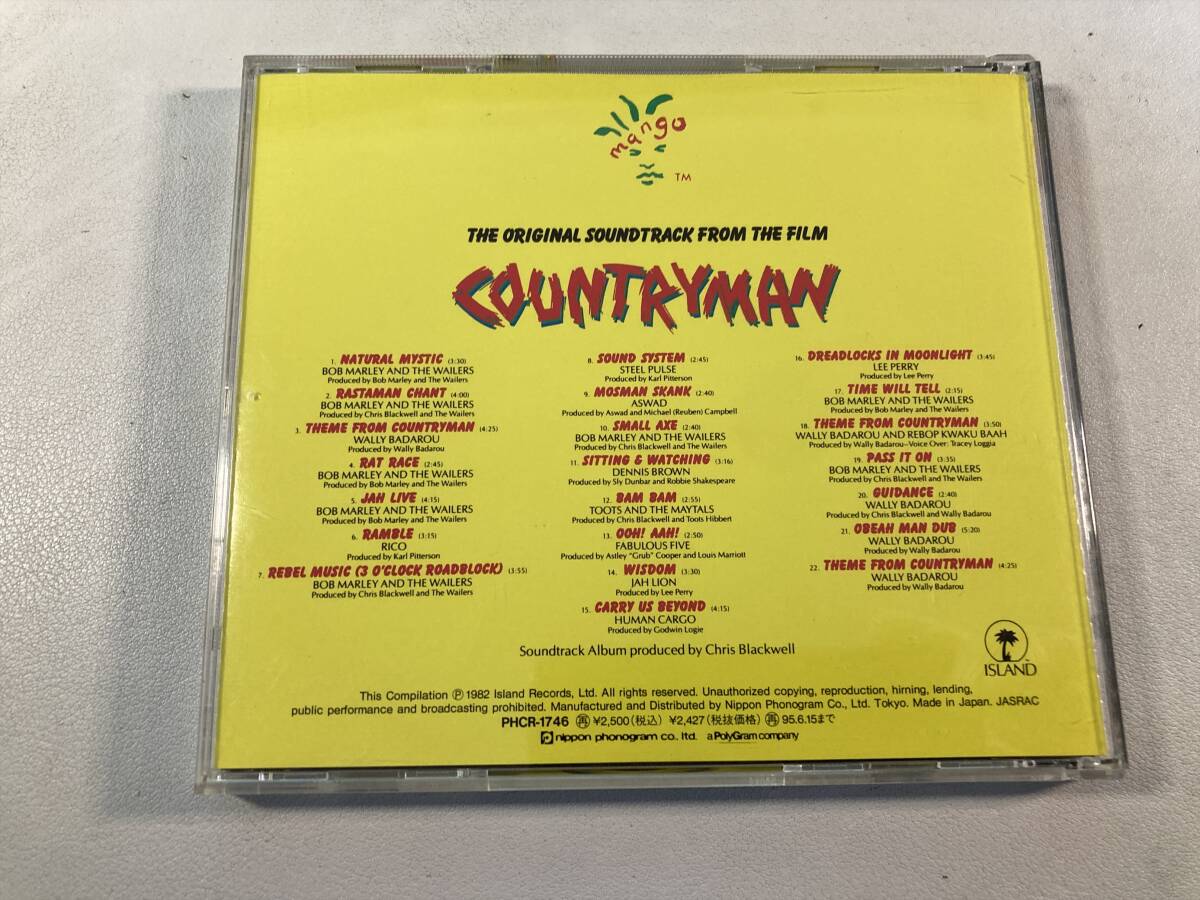 mango
TM
THE ORIGINAL SOUNDTRACK FROM THE FILM
COUNTRYMAN
1. NATURAL MYSTIC (3:30)
BOB MARLEY AND THE WAILERS
Produced by Bob Marley and The Wailers
2. RASTAMAN CHANT (4:00)
BOB MARLEY AND THE WAILERS
Produced by Chris Blackwell and The Wailers
3. THEME FROM COUNTRYMAN (4:25)
WALLY BADAROU
Produced by Wally Badarou
4. RAT RACE (2:45)
BOB MARLEY AND THE WAILERS
Produced by Bob Marley and The Wailers
5. JAH LIVE (4:15)
BOB MARLEY AND THE WAILERS
Produced by Bob Marley and The Wailers
6. RAMBLE (3:15)
RICO
Produced by Karl Pitterson
7. REBEL MUSIC (3 O'CLOCK ROADBLOCK) (3:55)
BOB MARLEY AND THE WAILERS
Produced by Chris Blackwell and The Wailers
8. SOUND SYSTEM (2:45)
STEEL PULSE
Produced by Karl Pitterson
9. MOSMAN SKANK (2:40)
ASWAD
Produced by Aswad and Michael (Reuben) Campbell
10. SMALL AXE (2:40)
BOB MARLEY AND THE WAILERS
Produced by Chris Blackwell and The Wailers
11. SITTING & WATCHING (3:16)
DENNIS BROWN
Produced by Sly Dunbar and Robbie Shakespeare
12. BAM BAM (2:55)
TOOTS AND THE MAYTALS
Produced by Chris Blackwell and Toots Hibbert
13. OOH! AAH! (2:50)
FABULOUS FIVE
Produced by Astley "Grub" Cooper and Louis Marriott
14. WISDOM (3:30)
JAH LION
Produced by Lee Perry
15. CARRY US BEYOND (4:15)
HUMAN CARGO
Produced by Godwin Logie
16. DREADLOCKS IN MOONLIGHT (3:45)
LEE PERRY
Produced by Lee Perry
17. TIME WILL TELL (2:15)
BOB MARLEY AND THE WAILERS
Produced by Bob Marley and The Wailers
18. THEME FROM COUNTRYMAN (3:50)
WALLY BADAROU AND REBOP KWAKU BAAH
Produced by Wally Badarou–Voice Over: Tracey Loggia
19. PASS IT ON (3:35)
BOB MARLEY AND THE WAILERS
Produced by Chris Blackwell and The Wailers
20. GUIDANCE (2:40)
WALLY BADAROU
Produced by Chris Blackwell and Wally Badarou
21. OBEAH MAN DUB (5:20)
WALLY BADAROU
Produced by Wally Badarou
22. THEME FROM COUNTRYMAN (4:25)
WALLY BADAROU
Produced by Wally Badarou
Soundtrack Album produced by Chris Blackwell
ISLAND
This Compilation ℗ 1982 Island Records, Ltd. All rights reserved. Unauthorized copying, reproduction, hirning, lending,
public performance and broadcasting prohibited. Manufactured and Distributed by Nippon Phonogram Co., Ltd. Tokyo. Made in Japan. JASRAC
PHCR-1746 ㊢ ¥2,500(税込) ¥2,427(税抜価格) 再 95.6.15まで
nippon phonogram co., ltd. a PolyGram company